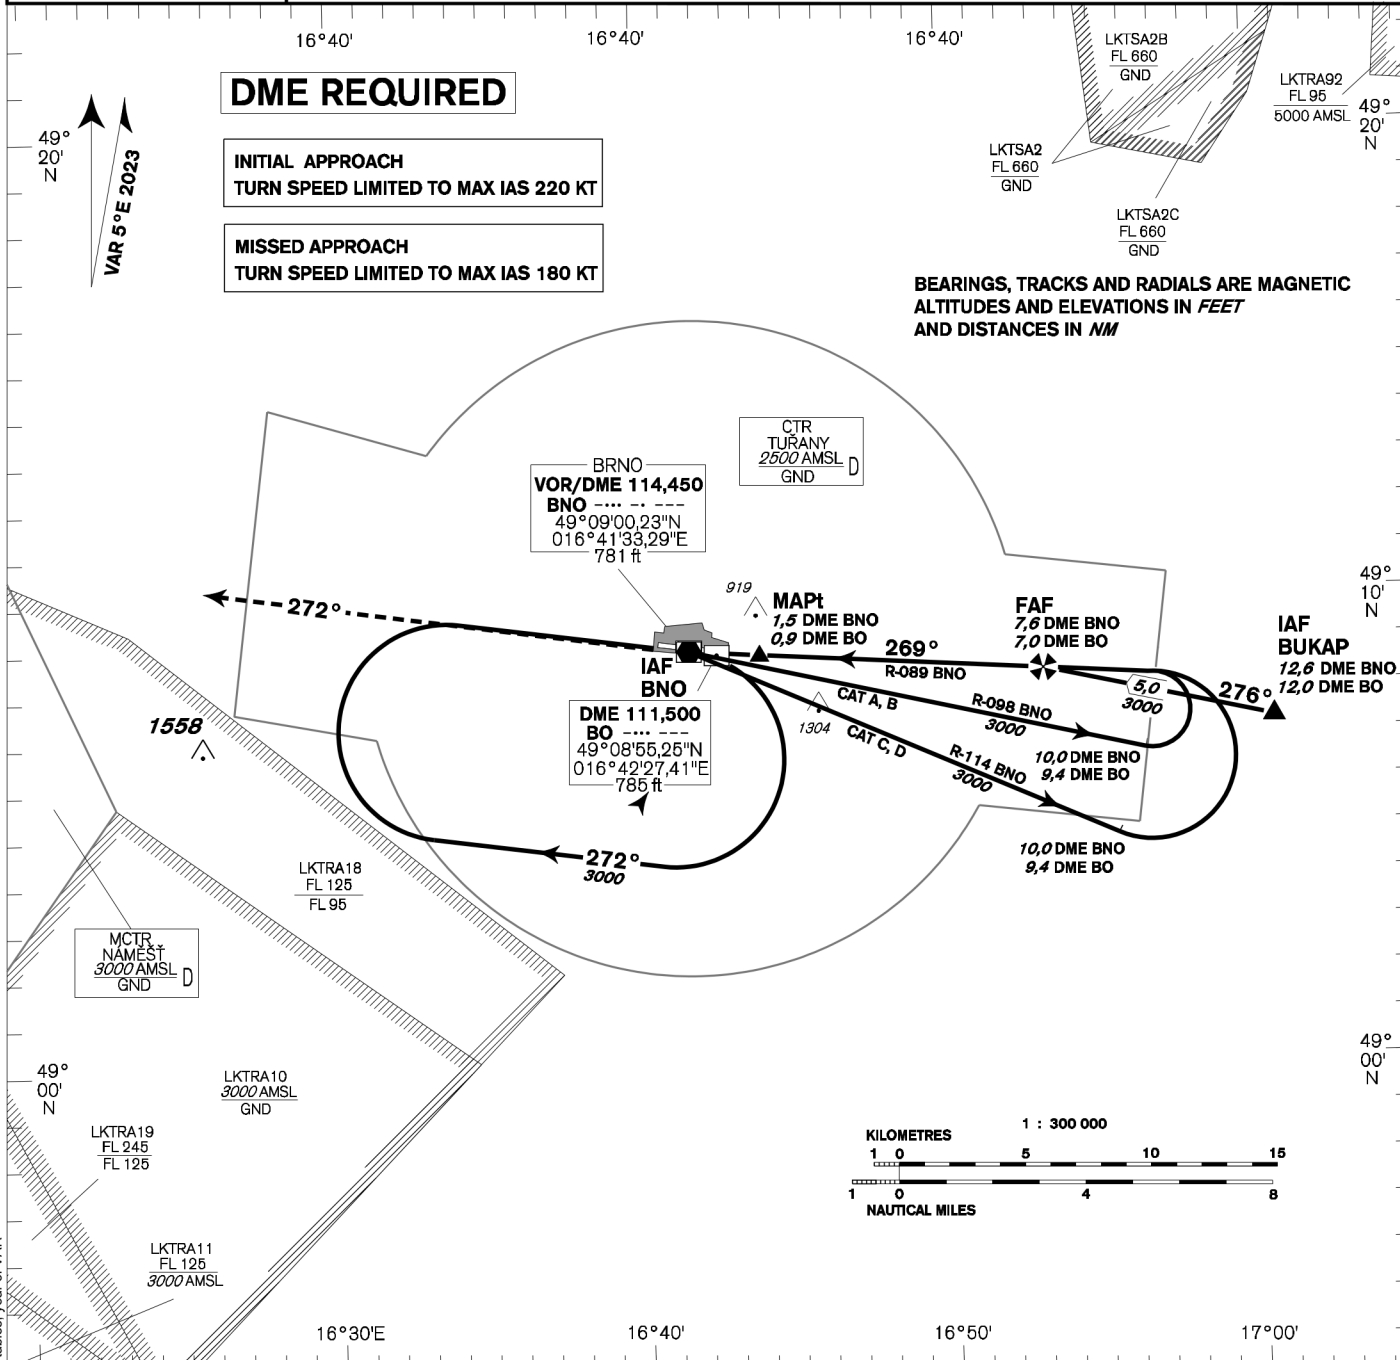 16°40'
16°40'
16°40'
DME REQUIRED
INITIAL APPROACH
TURN SPEED LIMITED TO MAX IAS 220 KT
MISSED APPROACH
TURN SPEED LIMITED TO MAX IAS 180 KT
VAR 5°E 2023
49°
20'
N
LKTSA2B
FL 660
GND
LKTRA92
FL 95
5000 AMSL
49°
20'
N
LKTSA2
FL 660
GND
LKTSA2C
FL 660
GND
BEARINGS, TRACKS AND RADIALS ARE MAGNETIC
ALTITUDES AND ELEVATIONS IN FEET
AND DISTANCES IN NM
CTR
TUŘANY
2500 AMSL
GND
D
BRNO
VOR/DME 114,450
BNO -··· -· ---
49°09'00,23"N
016°41'33,29"E
781 ft
49°
10'
N
272°
919
MAPt
1,5 DME BNO
0,9 DME BO
FAF
7,6 DME BNO
7,0 DME BO
IAF
BUKAP
12,6 DME BNO
12,0 DME BO
269°
R-089 BNO
IAF
BNO
276°
5,0
3000
CAT A, B
R-098 BNO
3000
1304
CAT C, D
R-114 BNO
3000
10,0 DME BNO
9,4 DME BO
10,0 DME BNO
9,4 DME BO
DME 111,500
BO -··· ---
49°08'55,25"N
016°42'27,41"E
785 ft
1558
272°
3000
LKTRA18
FL 125
FL 95
MCTR
NÁMĚŠŤ
3000 AMSL
GND
D
49°
00'
N
49°
00'
N
LKTRA10
3000 AMSL
GND
LKTRA19
FL 245
FL 125
LKTRA11
FL 125
3000 AMSL
1 : 300 000
KILOMETRES
1 0 5 10 15
1 0 4 8
NAUTICAL MILES
16°30'E
16°40'
16°50'
17°00'